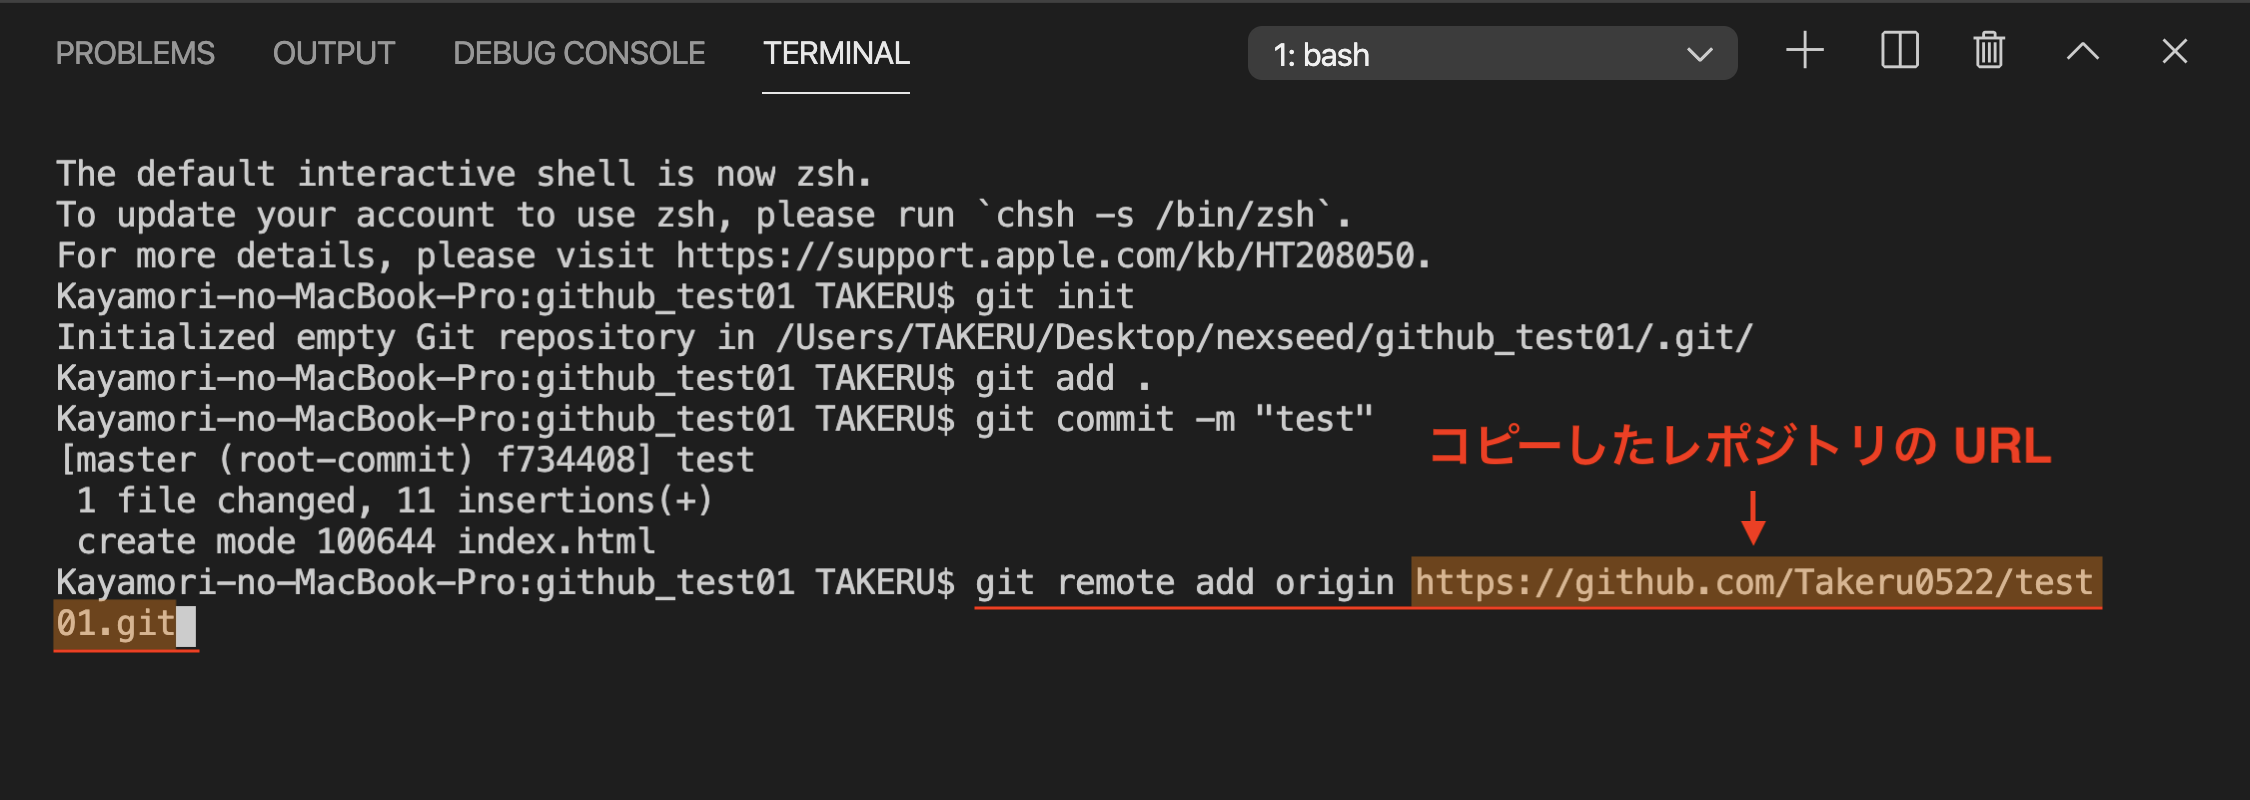 PROBLEMS OUTPUT DEBUG CONSOLE TERMINAL 1: bash
The default interactive shell is now zsh.
To update your account to use zsh, please run `chsh -s /bin/zsh`.
For more details, please visit https://support.apple.com/kb/HT208050.
Kayamori-no-MacBook-Pro:github_test01 TAKERU$ git init
Initialized empty Git repository in /Users/TAKERU/Desktop/nexseed/github_test01/.git/
Kayamori-no-MacBook-Pro:github_test01 TAKERU$ git add .
Kayamori-no-MacBook-Pro:github_test01 TAKERU$ git commit -m "test"
コピーしたレポジトリの URL
[master (root-commit) f734408] test
 1 file changed, 11 insertions(+)
 create mode 100644 index.html
Kayamori-no-MacBook-Pro:github_test01 TAKERU$ git remote add origin https://github.com/Takeru0522/test
01.git